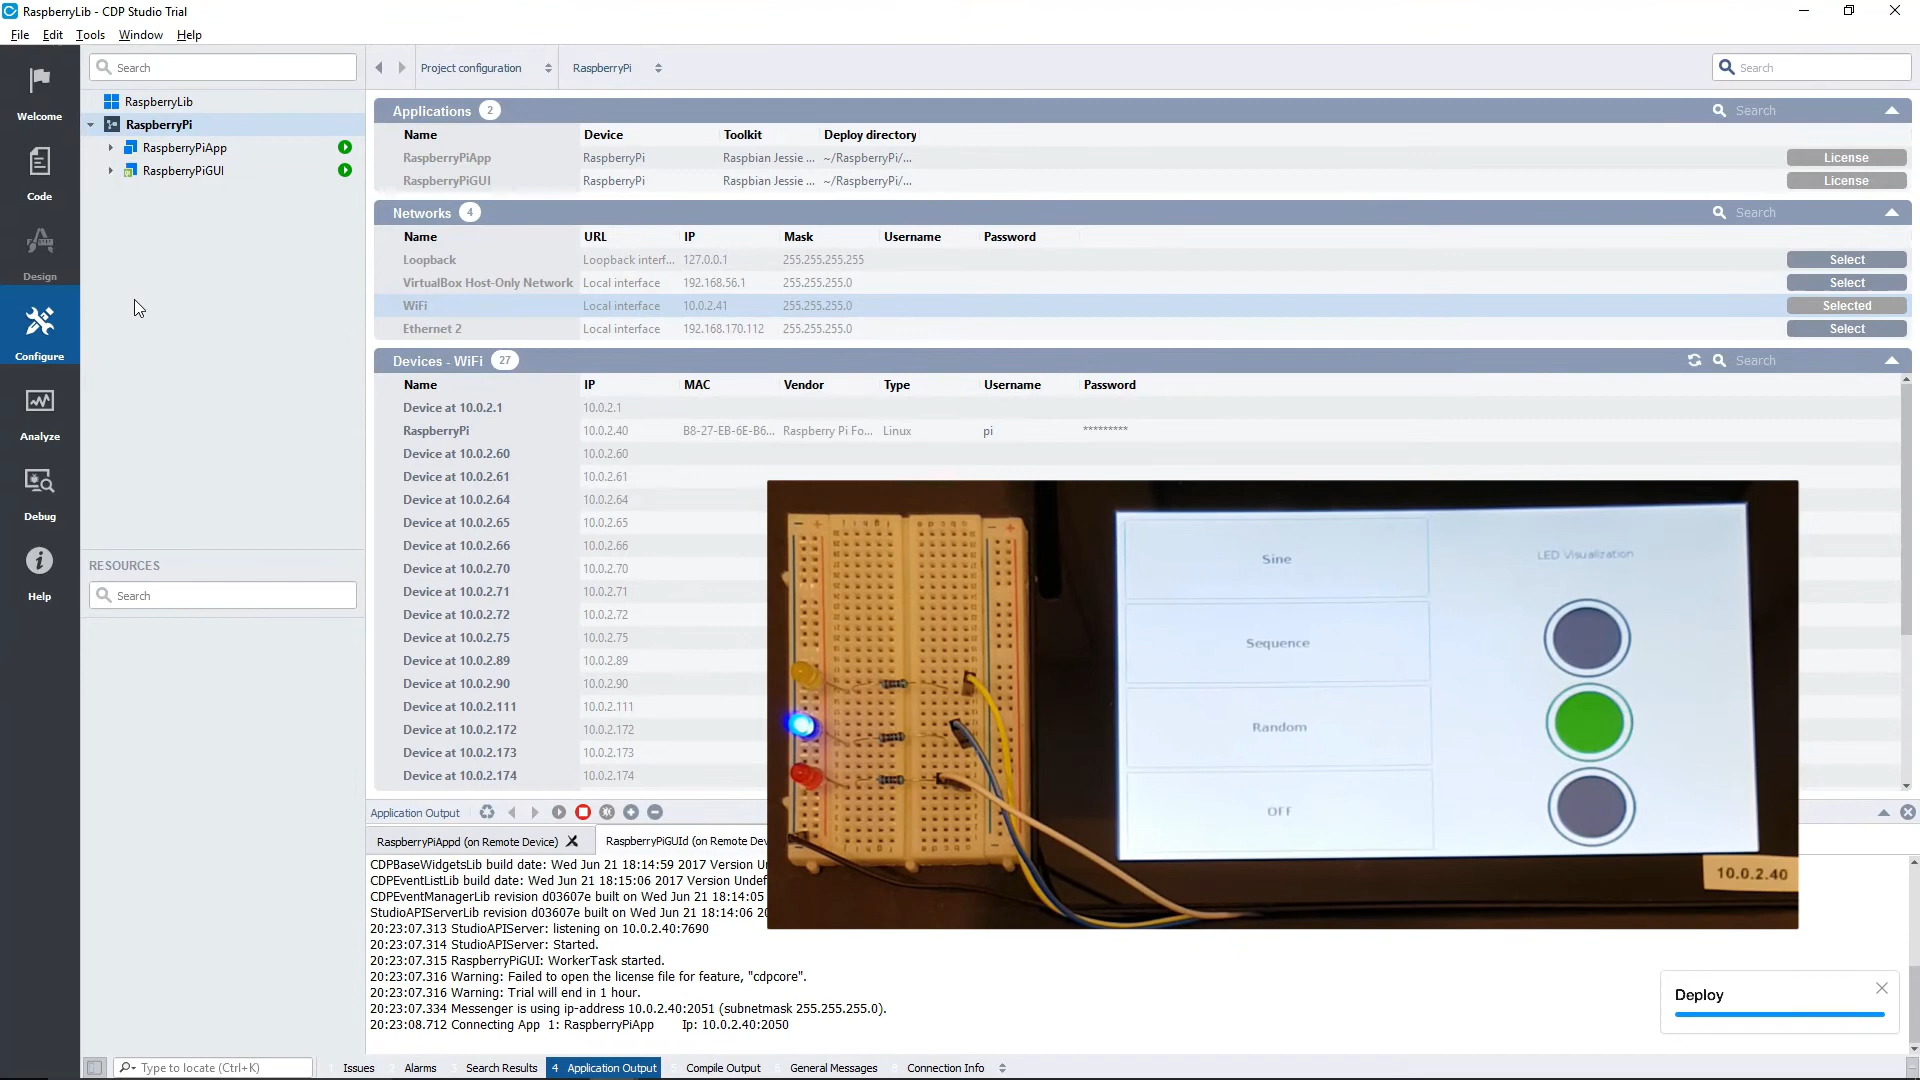 RaspberryLib - CDP Studio Trial
File Edit Tools Window Help
Search
Project configuration RaspberryPi
Search
Welcome
Code
Design
Configure
Analyze
Debug
Help
RaspberryLib
RaspberryPi
RaspberryPiApp
RaspberryPiGUI
RESOURCES
Search
Applications 2 Search
Name Device Toolkit Deploy directory
RaspberryPiApp RaspberryPi Raspbian Jessie ... ~/RaspberryPi/... License
RaspberryPiGUI RaspberryPi Raspbian Jessie ... ~/RaspberryPi/... License
Networks 4 Search
Name URL IP Mask Username Password
Loopback Loopback interf... 127.0.0.1 255.255.255.255 Select
VirtualBox Host-Only Network Local interface 192.168.56.1 255.255.255.0 Select
WiFi Local interface 10.0.2.41 255.255.255.0 Selected
Ethernet 2 Local interface 192.168.170.112 255.255.255.0 Select
Devices - WiFi 27 Search
Name IP MAC Vendor Type Username Password
Device at 10.0.2.1 10.0.2.1
RaspberryPi 10.0.2.40 B8-27-EB-6E-B6... Raspberry Pi Fo... Linux pi *********
Device at 10.0.2.60 10.0.2.60
Device at 10.0.2.61 10.0.2.61
Device at 10.0.2.64 10.0.2.64
Device at 10.0.2.65 10.0.2.65
Device at 10.0.2.66 10.0.2.66
Device at 10.0.2.70 10.0.2.70
Device at 10.0.2.71 10.0.2.71
Device at 10.0.2.72 10.0.2.72
Device at 10.0.2.75 10.0.2.75
Device at 10.0.2.89 10.0.2.89
Device at 10.0.2.90 10.0.2.90
Device at 10.0.2.111 10.0.2.111
Device at 10.0.2.172 10.0.2.172
Device at 10.0.2.173 10.0.2.173
Device at 10.0.2.174 10.0.2.174
Sine
Sequence
Random
OFF
LED Visualization
10.0.2.40
Application Output
RaspberryPiAppd (on Remote Device) RaspberryPiGUId (on Remote Dev
CDPBaseWidgetsLib build date: Wed Jun 21 18:14:59 2017 Version Un
CDPEventListLib build date: Wed Jun 21 18:15:06 2017 Version Undef
CDPEventManagerLib revision d03607e built on Wed Jun 21 18:14:05
StudioAPIServerLib revision d03607e built on Wed Jun 21 18:14:06 20
20:23:07.313 StudioAPIServer: listening on 10.0.2.40:7690
20:23:07.314 StudioAPIServer: Started.
20:23:07.315 RaspberryPiGUI: WorkerTask started.
20:23:07.316 Warning: Failed to open the license file for feature, "cdpcore".
20:23:07.316 Warning: Trial will end in 1 hour.
20:23:07.334 Messenger is using ip-address 10.0.2.40:2051 (subnetmask 255.255.255.0).
20:23:08.712 Connecting App 1: RaspberryPiApp Ip: 10.0.2.40:2050
Deploy
Type to locate (Ctrl+K) Issues Alarms Search Results 4 Application Output Compile Output General Messages Connection Info